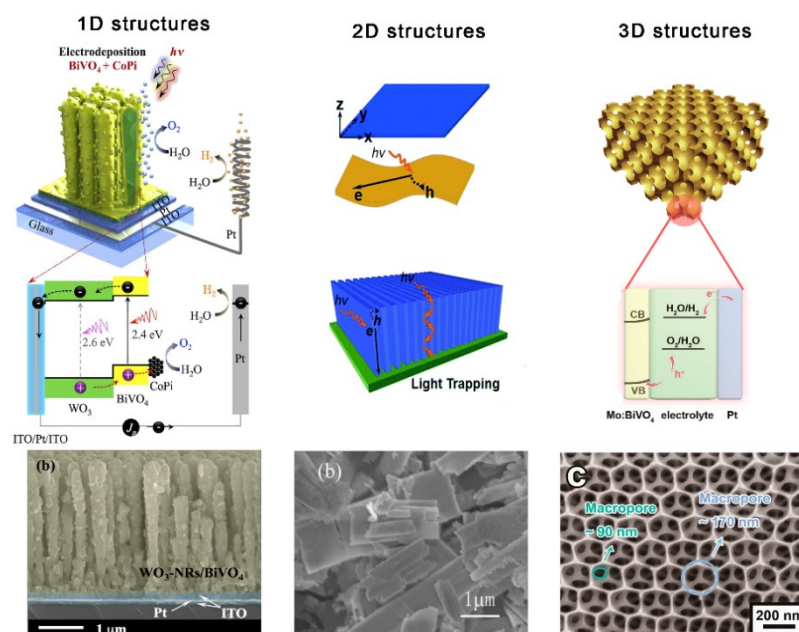 1D structures
Electrodeposition
BiVO₄ + CoPi
hν
O₂
H₂O
H₂
H₂O
ITO
Pt
ITO
Glass
Pt
H₂
H₂O
2.6 eV
2.4 eV
O₂
H₂O
CoPi
BiVO₄
WO₃
Pt
ITO/Pt/ITO
(b)
WO₃-NRs/BiVO₄
Pt
ITO
1 μm
2D structures
z
y
x
hν
e
h
hν
h
e
Light Trapping
(b)
1μm
3D structures
CB
H₂O/H₂
e⁻
O₂/H₂O
h⁺
VB
Mo:BiVO₄ electrolyte Pt
C
Macropore
~ 90 nm
Macropore
~ 170 nm
200 nm